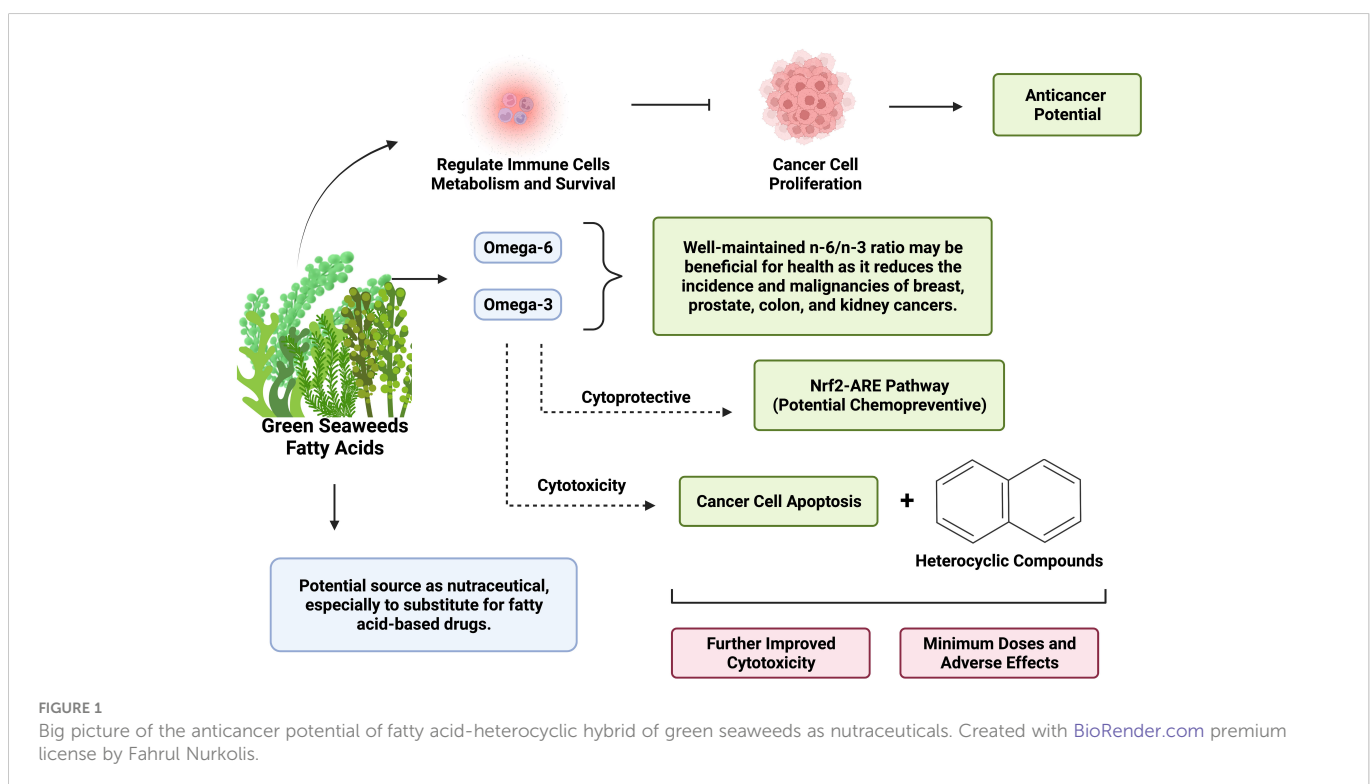 Regulate Immune Cells
Metabolism and Survival
Cancer Cell
Proliferation
Anticancer
Potential
Omega-6
Omega-3
Well-maintained n-6/n-3 ratio may be
beneficial for health as it reduces the
incidence and malignancies of breast,
prostate, colon, and kidney cancers.
Green Seaweeds
Fatty Acids
Cytoprotective
Nrf2-ARE Pathway
(Potential Chemopreventive)
Cytotoxicity
Cancer Cell Apoptosis
+
Heterocyclic Compounds
Potential source as nutraceutical,
especially to substitute for fatty
acid-based drugs.
Further Improved
Cytotoxicity
Minimum Doses and
Adverse Effects
FIGURE 1
Big picture of the anticancer potential of fatty acid-heterocyclic hybrid of green seaweeds as nutraceuticals. Created with BioRender.com premium
license by Fahrul Nurkolis.